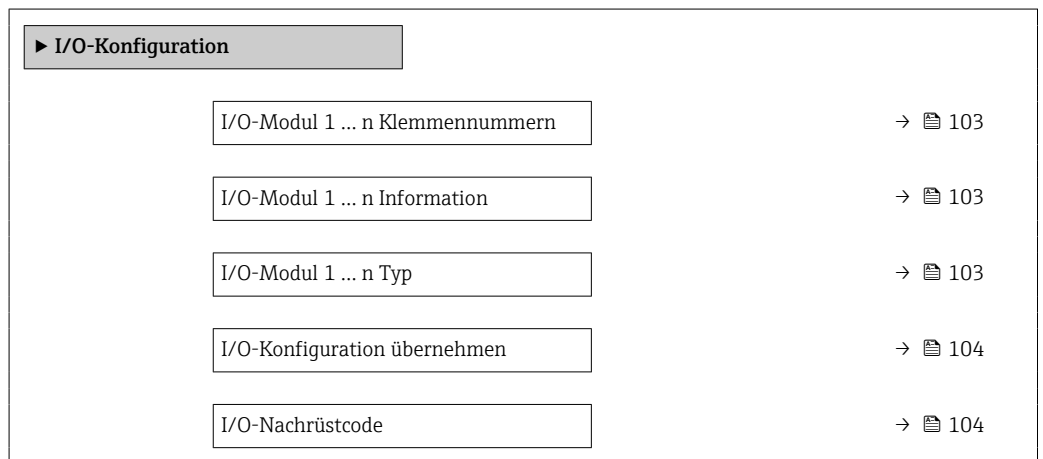 ▶ I/O-Konfiguration
I/O-Modul 1 … n Klemmennummern → 103
I/O-Modul 1 … n Information → 103
I/O-Modul 1 … n Typ → 103
I/O-Konfiguration übernehmen → 104
I/O-Nachrüstcode → 104